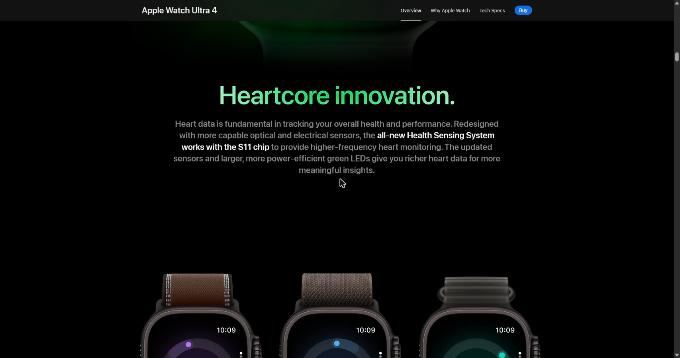 Apple Watch Ultra 4
Overview Why Apple Watch Tech Specs Buy
Heartcore innovation.
Heart data is fundamental in tracking your overall health and performance. Redesigned
with more capable optical and electrical sensors, the all-new Health Sensing System
works with the S11 chip to provide higher-frequency heart monitoring. The updated
sensors and larger, more power-efficient green LEDs give you richer heart data for more
meaningful insights.
10:09
10:09
10:09